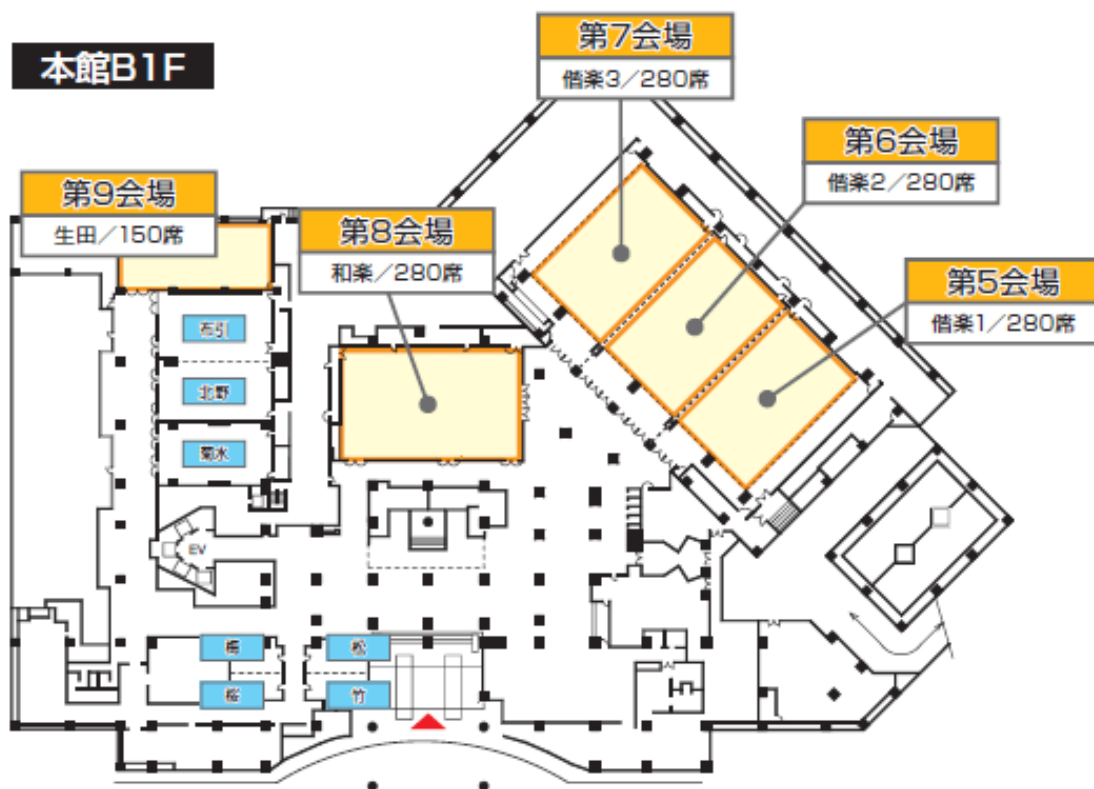 本館B1F
第7会場
偕楽3／280席
第6会場
偕楽2／280席
第9会場
生田／150席
第8会場
和楽／280席
第5会場
偕楽1／280席
布引
北野
菊水
EV
梅
松
桜
竹